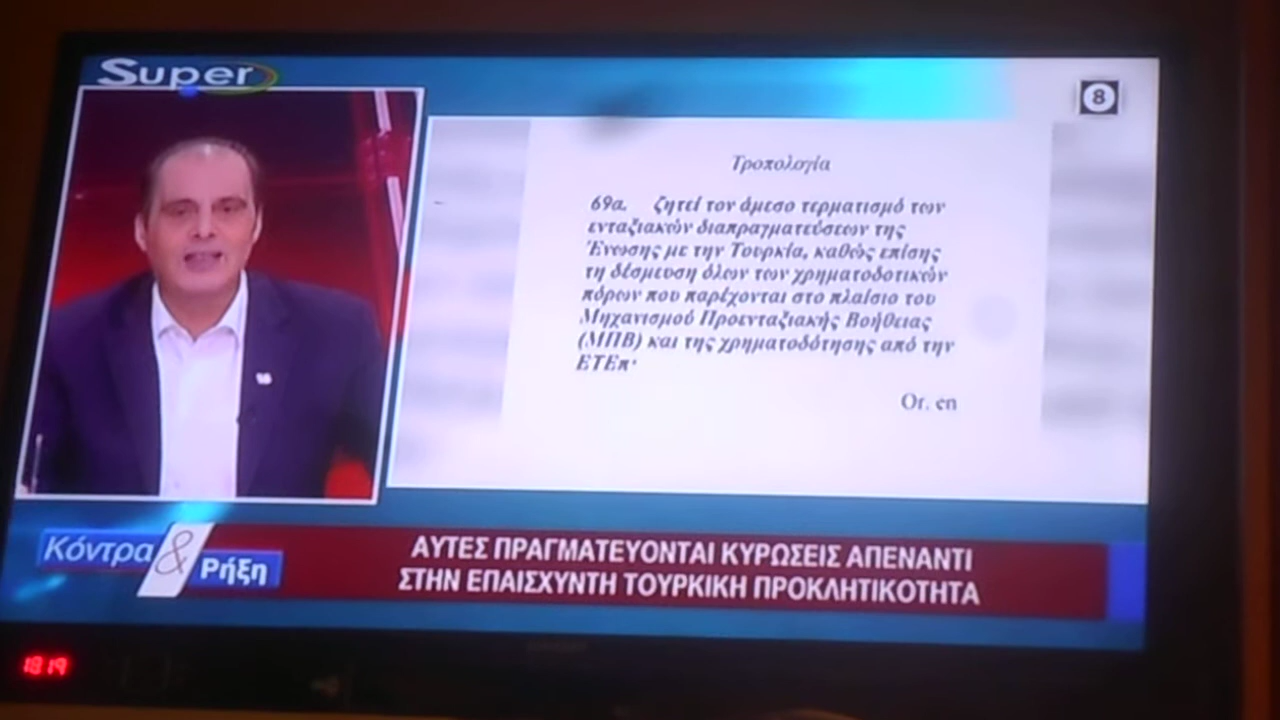 Super
8
Τροπολογία
69α. ζητεί τον άμεσο τερματισμό των
ενταξιακών διαπραγματεύσεων της
Ένωσης με την Τουρκία, καθώς επίσης
τη δέσμευση όλων των χρηματοδοτικών
πόρων που παρέχονται στο πλαίσιο του
Μηχανισμού Προενταξιακής Βοήθειας
(ΜΠΒ) και της χρηματοδότησης από την
ΕΤΕπ·
Or. en
Κόντρα & Ρήξη
ΑΥΤΕΣ ΠΡΑΓΜΑΤΕΥΟΝΤΑΙ ΚΥΡΩΣΕΙΣ ΑΠΕΝΑΝΤΙ
ΣΤΗΝ ΕΠΑΙΣΧΥΝΤΗ ΤΟΥΡΚΙΚΗ ΠΡΟΚΛΗΤΙΚΟΤΗΤΑ